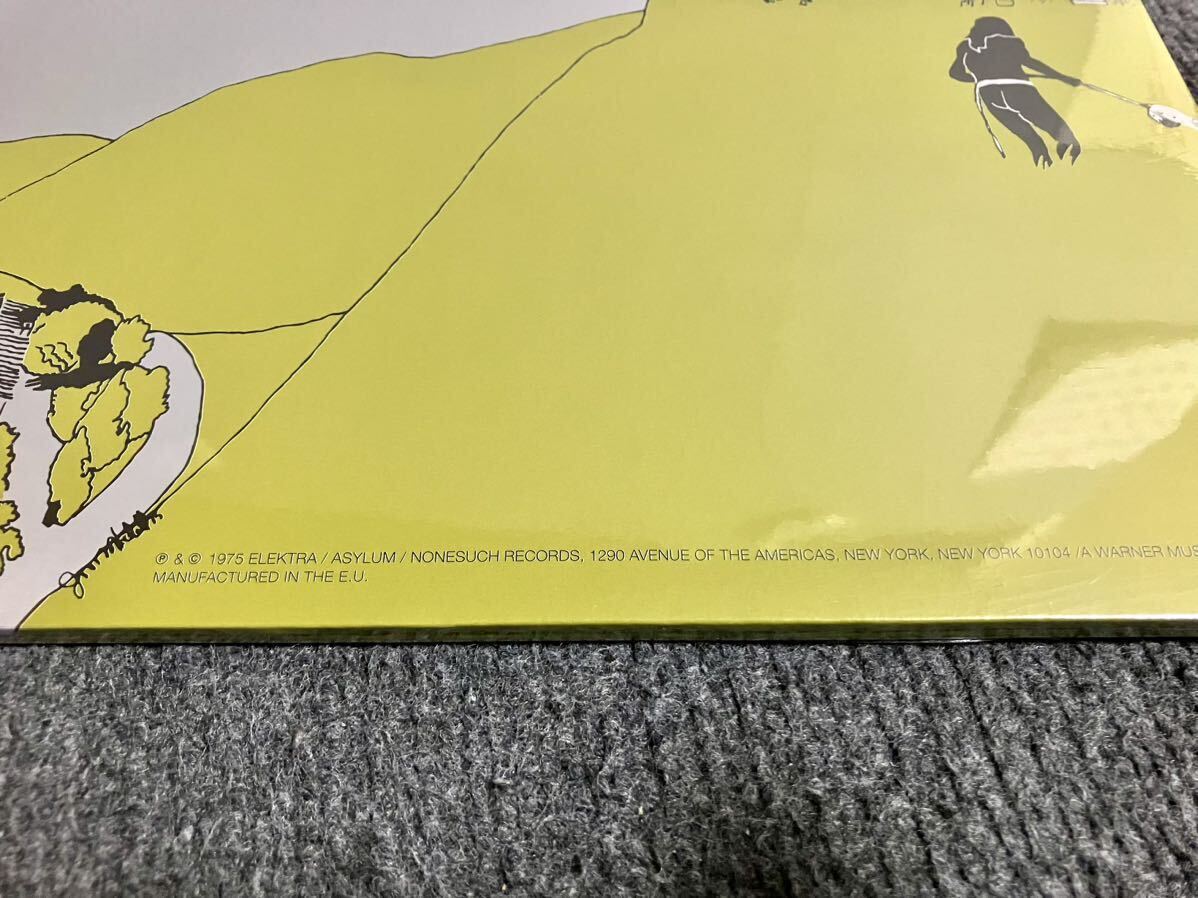 ℗ & © 1975 ELEKTRA / ASYLUM / NONESUCH RECORDS, 1290 AVENUE OF THE AMERICAS, NEW YORK, NEW YORK 10104 /A WARNER MUS
MANUFACTURED IN THE E.U.